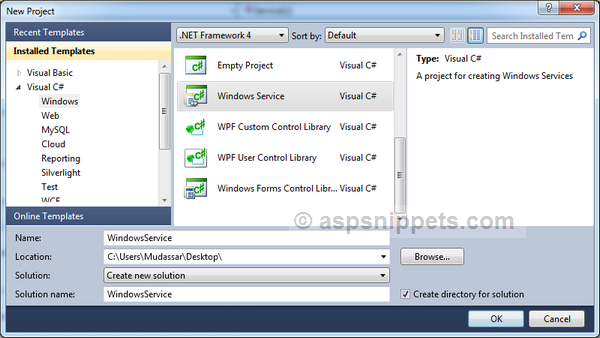 New Project
Recent Templates
.NET Framework 4
Sort by:
Default
Search Installed Tem
Installed Templates
Visual Basic
Visual C#
Windows
Web
MySQL
Cloud
Reporting
Silverlight
Test
WCF
Online Templates
Empty Project Visual C#
Windows Service Visual C#
WPF Custom Control Library Visual C#
WPF User Control Library Visual C#
Windows Forms Control Libr... Visual C#
Type: Visual C#
A project for creating Windows Services
© aspsnippets.com
Name: WindowsService
Location: C:\Users\Mudassar\Desktop\ Browse...
Solution: Create new solution
Solution name: WindowsService
Create directory for solution
OK Cancel